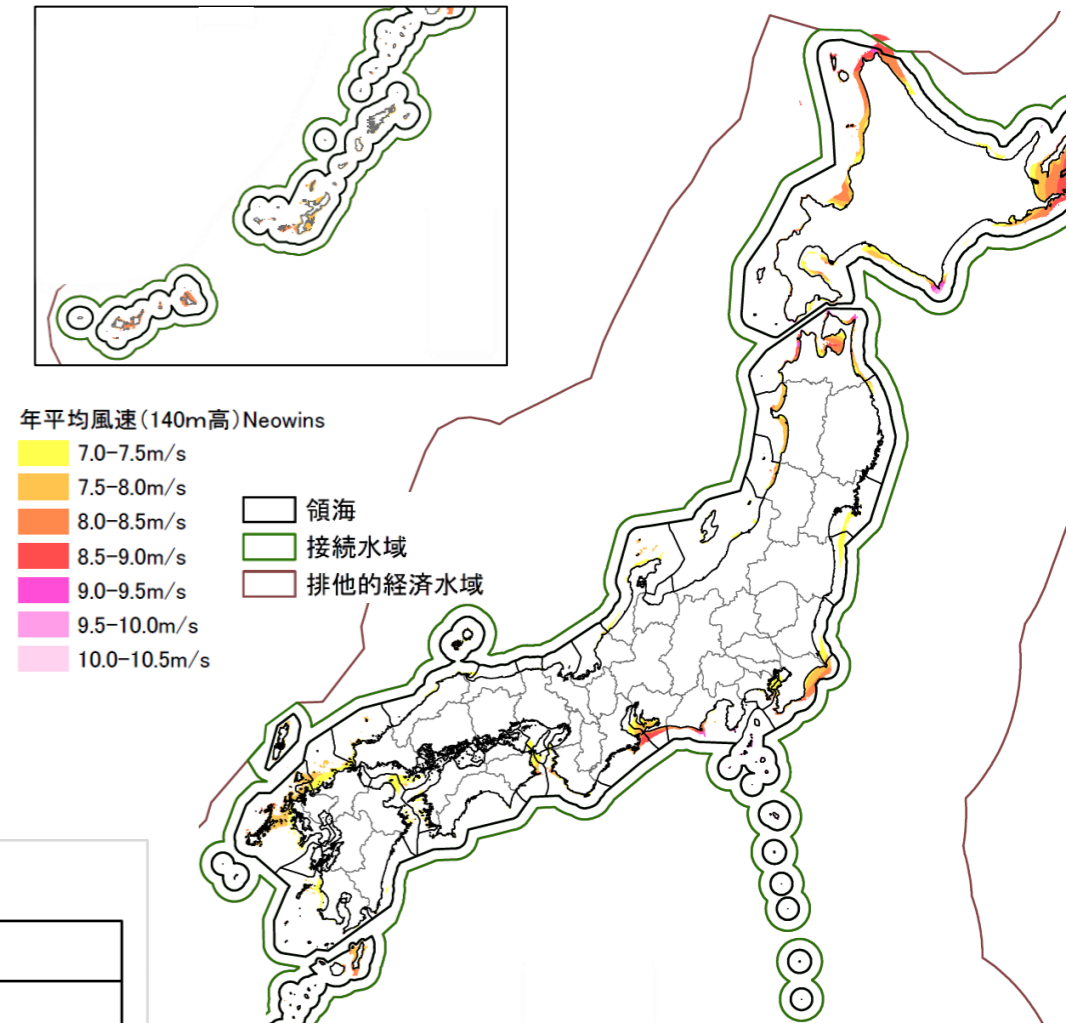 年平均風速(140m高)Neowins
7.0-7.5m/s
7.5-8.0m/s
8.0-8.5m/s
8.5-9.0m/s
9.0-9.5m/s
9.5-10.0m/s
10.0-10.5m/s
領海
接続水域
排他的経済水域